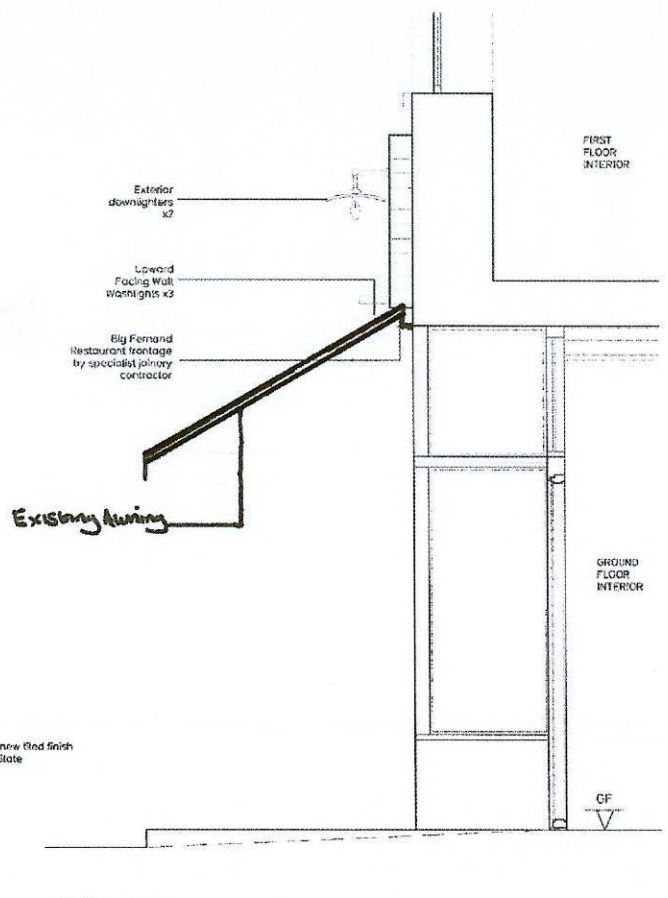 FIRST
FLOOR
INTERIOR
Exterior
downlighters
x2
Upward
Facing Wall
Washlights x3
Big Fernand
Restaurant frontage
by specialist joinery
contractor
Existing Awning
GROUND
FLOOR
INTERIOR
new tiled finish
Slate
GF